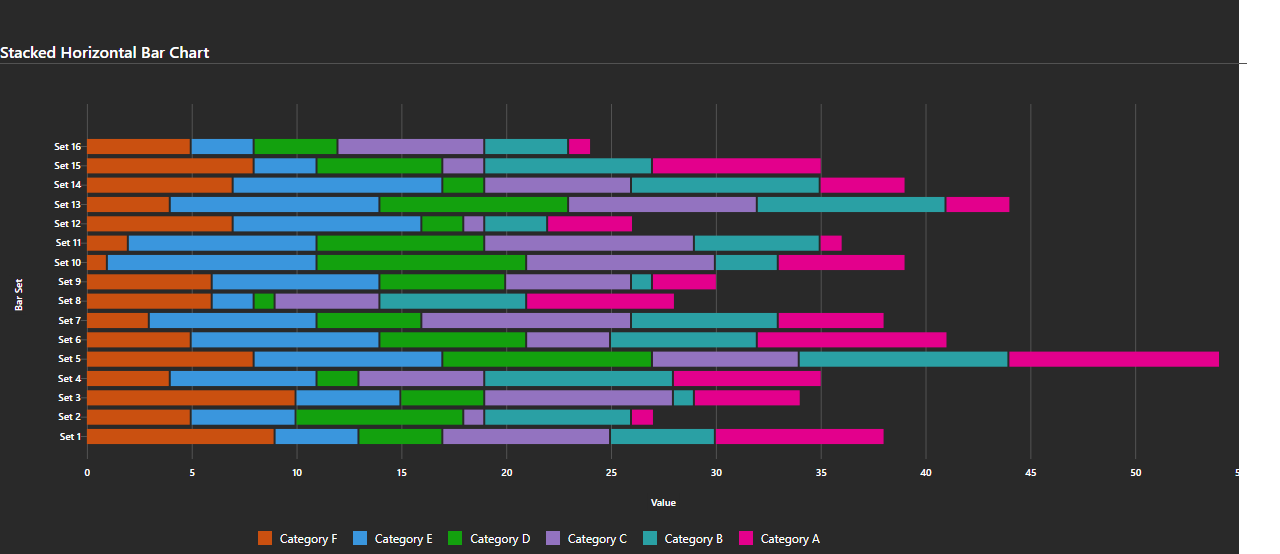 Stacked Horizontal Bar Chart
Set 16
Set 15
Set 14
Set 13
Set 12
Set 11
Set 10
Set 9
Set 8
Set 7
Set 6
Set 5
Set 4
Set 3
Set 2
Set 1
Bar Set
0 5 10 15 20 25 30 35 40 45 50
Value
Category F Category E Category D Category C Category B Category A